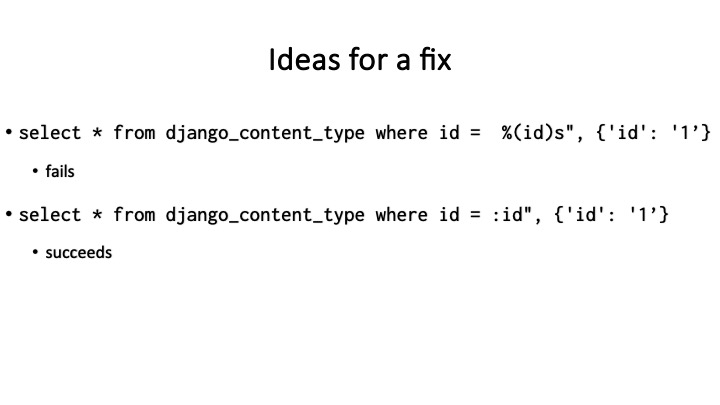 Ideas for a fix
• select * from django_content_type where id =  %(id)s", {'id': '1’}
• fails
• select * from django_content_type where id = :id", {'id': '1’}
• succeeds